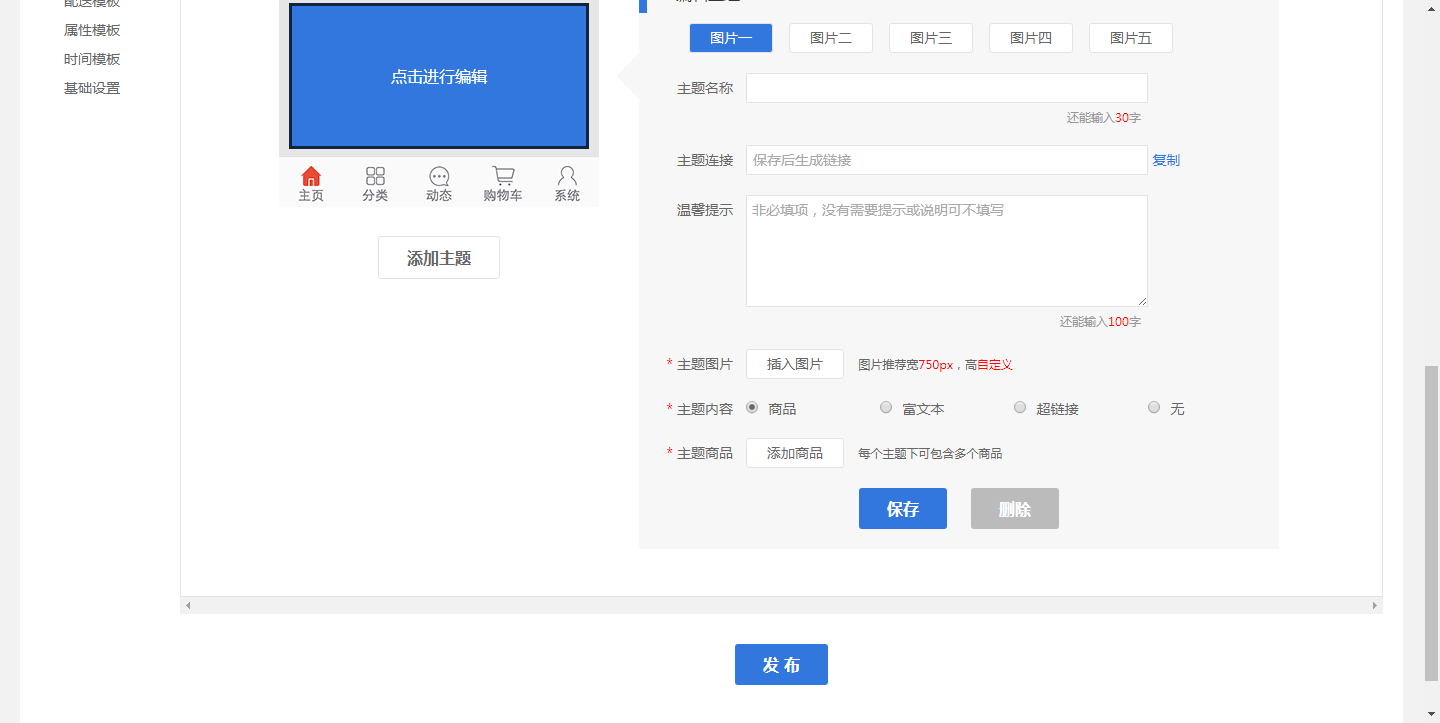 配送模板
属性模板
时间模板
基础设置
点击进行编辑
主页 分类 动态 购物车 系统
添加主题
图片一 图片二 图片三 图片四 图片五
主题名称
还能输入30字
主题连接 保存后生成链接 复制
温馨提示 非必填项，没有需要提示或说明可不填写
还能输入100字
* 主题图片 插入图片 图片推荐宽750px，高自定义
* 主题内容 商品 富文本 超链接 无
* 主题商品 添加商品 每个主题下可包含多个商品
保存 删除
发布